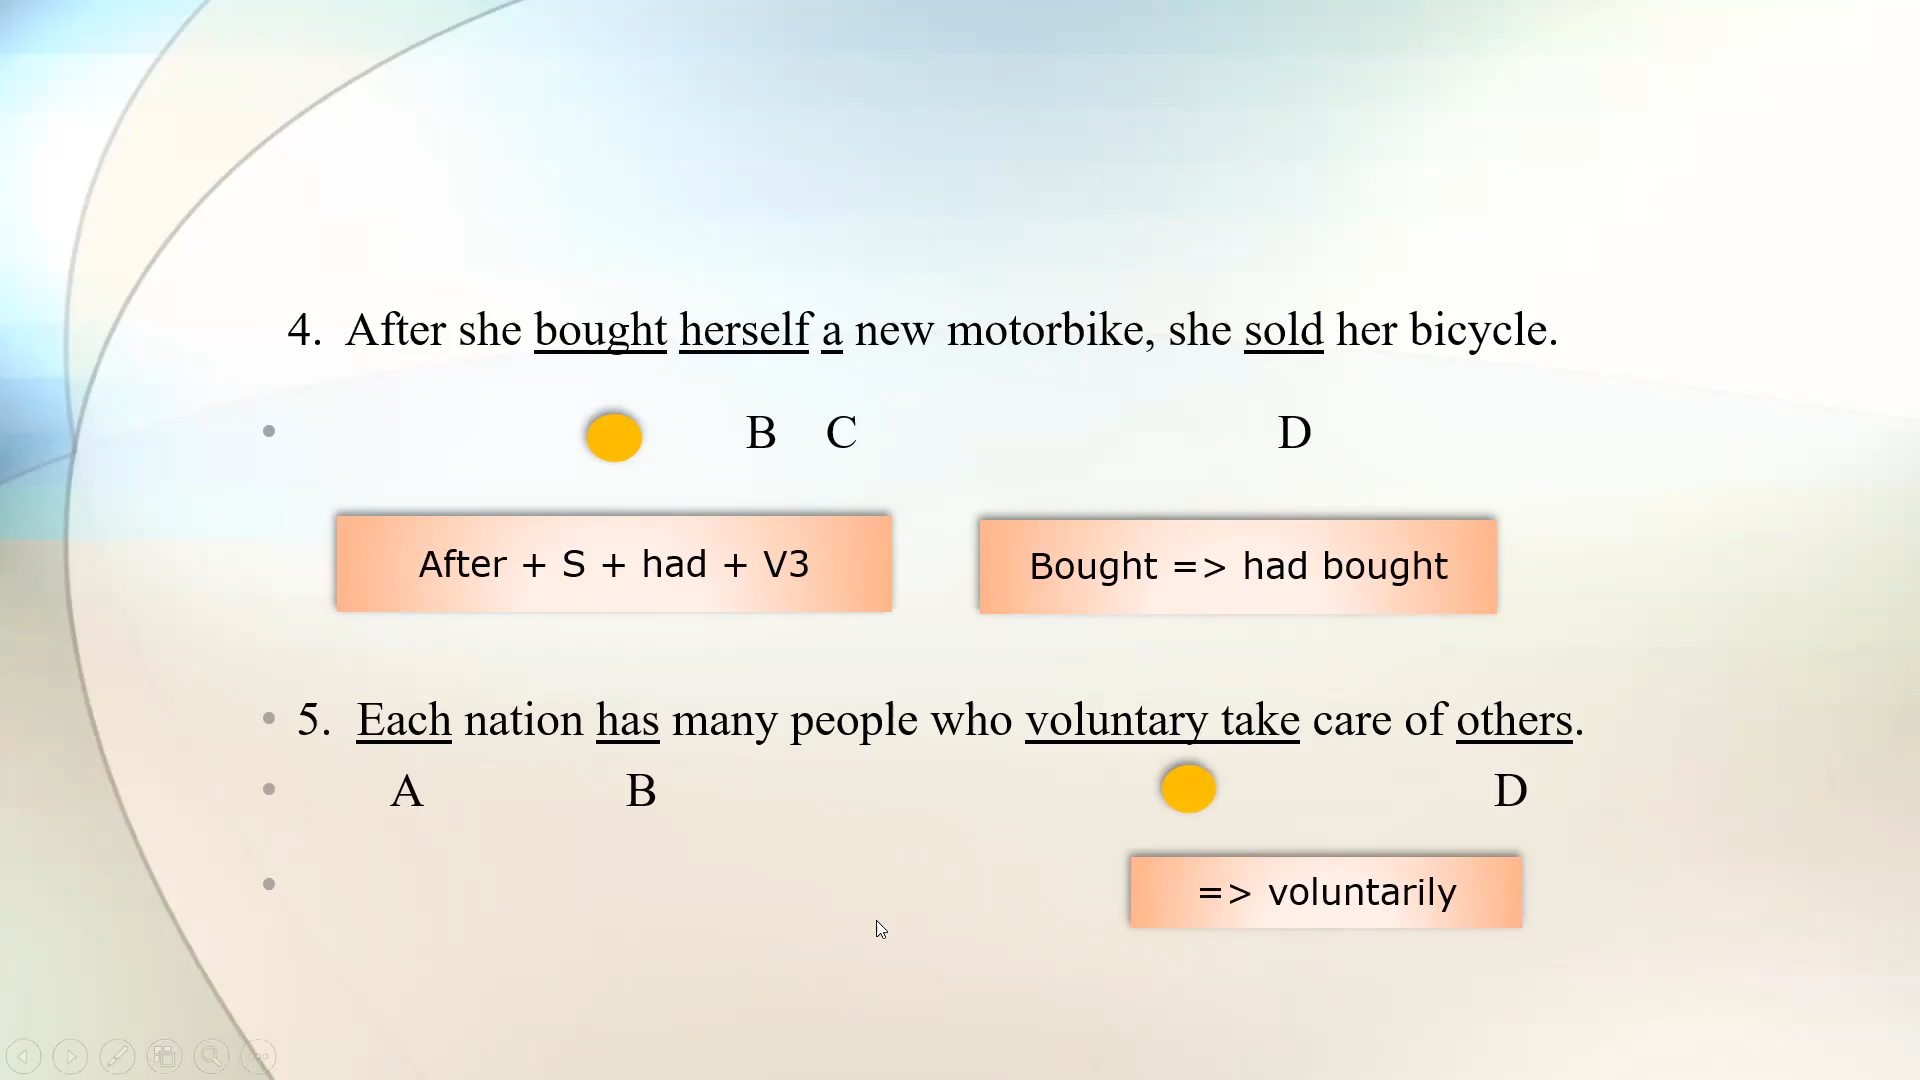 4. After she bought herself a new motorbike, she sold her bicycle.
B C D
After + S + had + V3
Bought => had bought
5. Each nation has many people who voluntary take care of others.
A B D
=> voluntarily